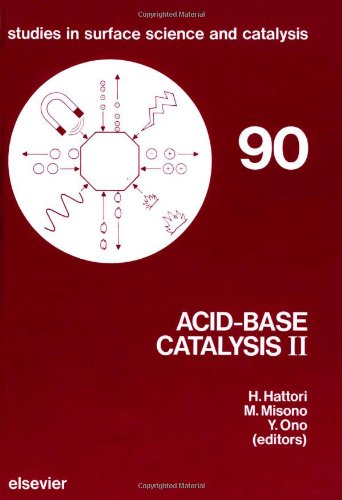 studies in surface science and catalysis
90
ACID-BASE
CATALYSIS II
H. Hattori
M. Misono
Y. Ono
(editors)
elsevier